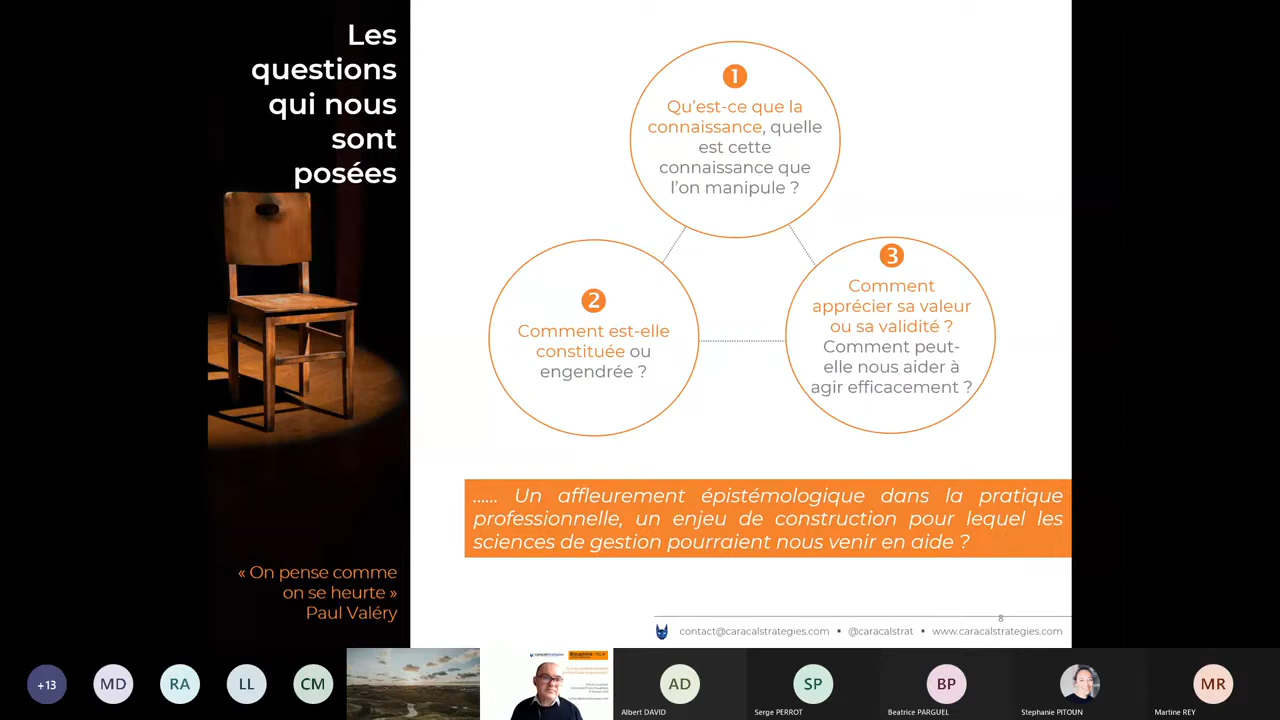 Les
questions
qui nous
sont
posées
« On pense comme
on se heurte »
Paul Valéry
1
Qu'est-ce que la
connaissance, quelle
est cette
connaissance que
l'on manipule ?
2
Comment est-elle
constituée ou
engendrée ?
3
Comment
apprécier sa valeur
ou sa validité ?
Comment peut-
elle nous aider à
agir efficacement ?
...... Un affleurement épistémologique dans la pratique
professionnelle, un enjeu de construction pour lequel les
sciences de gestion pourraient nous venir en aide ?
8
contact@caracalstrategies.com ▪ @caracalstrat ▪ www.caracalstrategies.com
+13
MD
RA
LL
CM
AD
Albert DAVID
SP
Serge PERROT
BP
Beatrice PARGUEL
Stephanie PITOUN
MR
Martine REY